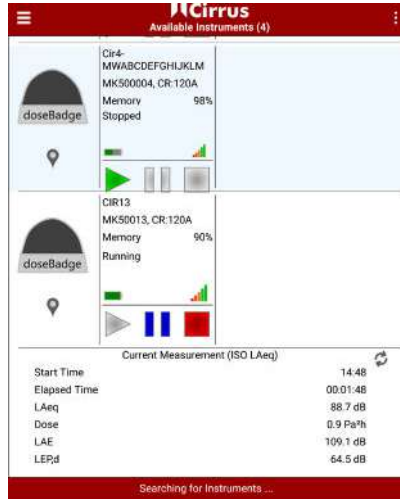 Cirrus
Available Instruments (4)
Cir4-
MWABCDEFGHIJKLM
MK500004, CR:120A
Memory 98%
Stopped
doseBadge
CIR13
MK50013, CR:120A
Memory 90%
Running
doseBadge
Current Measurement (ISO LAeq)
Start Time 14:48
Elapsed Time 00:01:48
LAeq 88.7 dB
Dose 0.9 Pa²h
LAE 109.1 dB
LEP,d 64.5 dB
Searching for Instruments ...